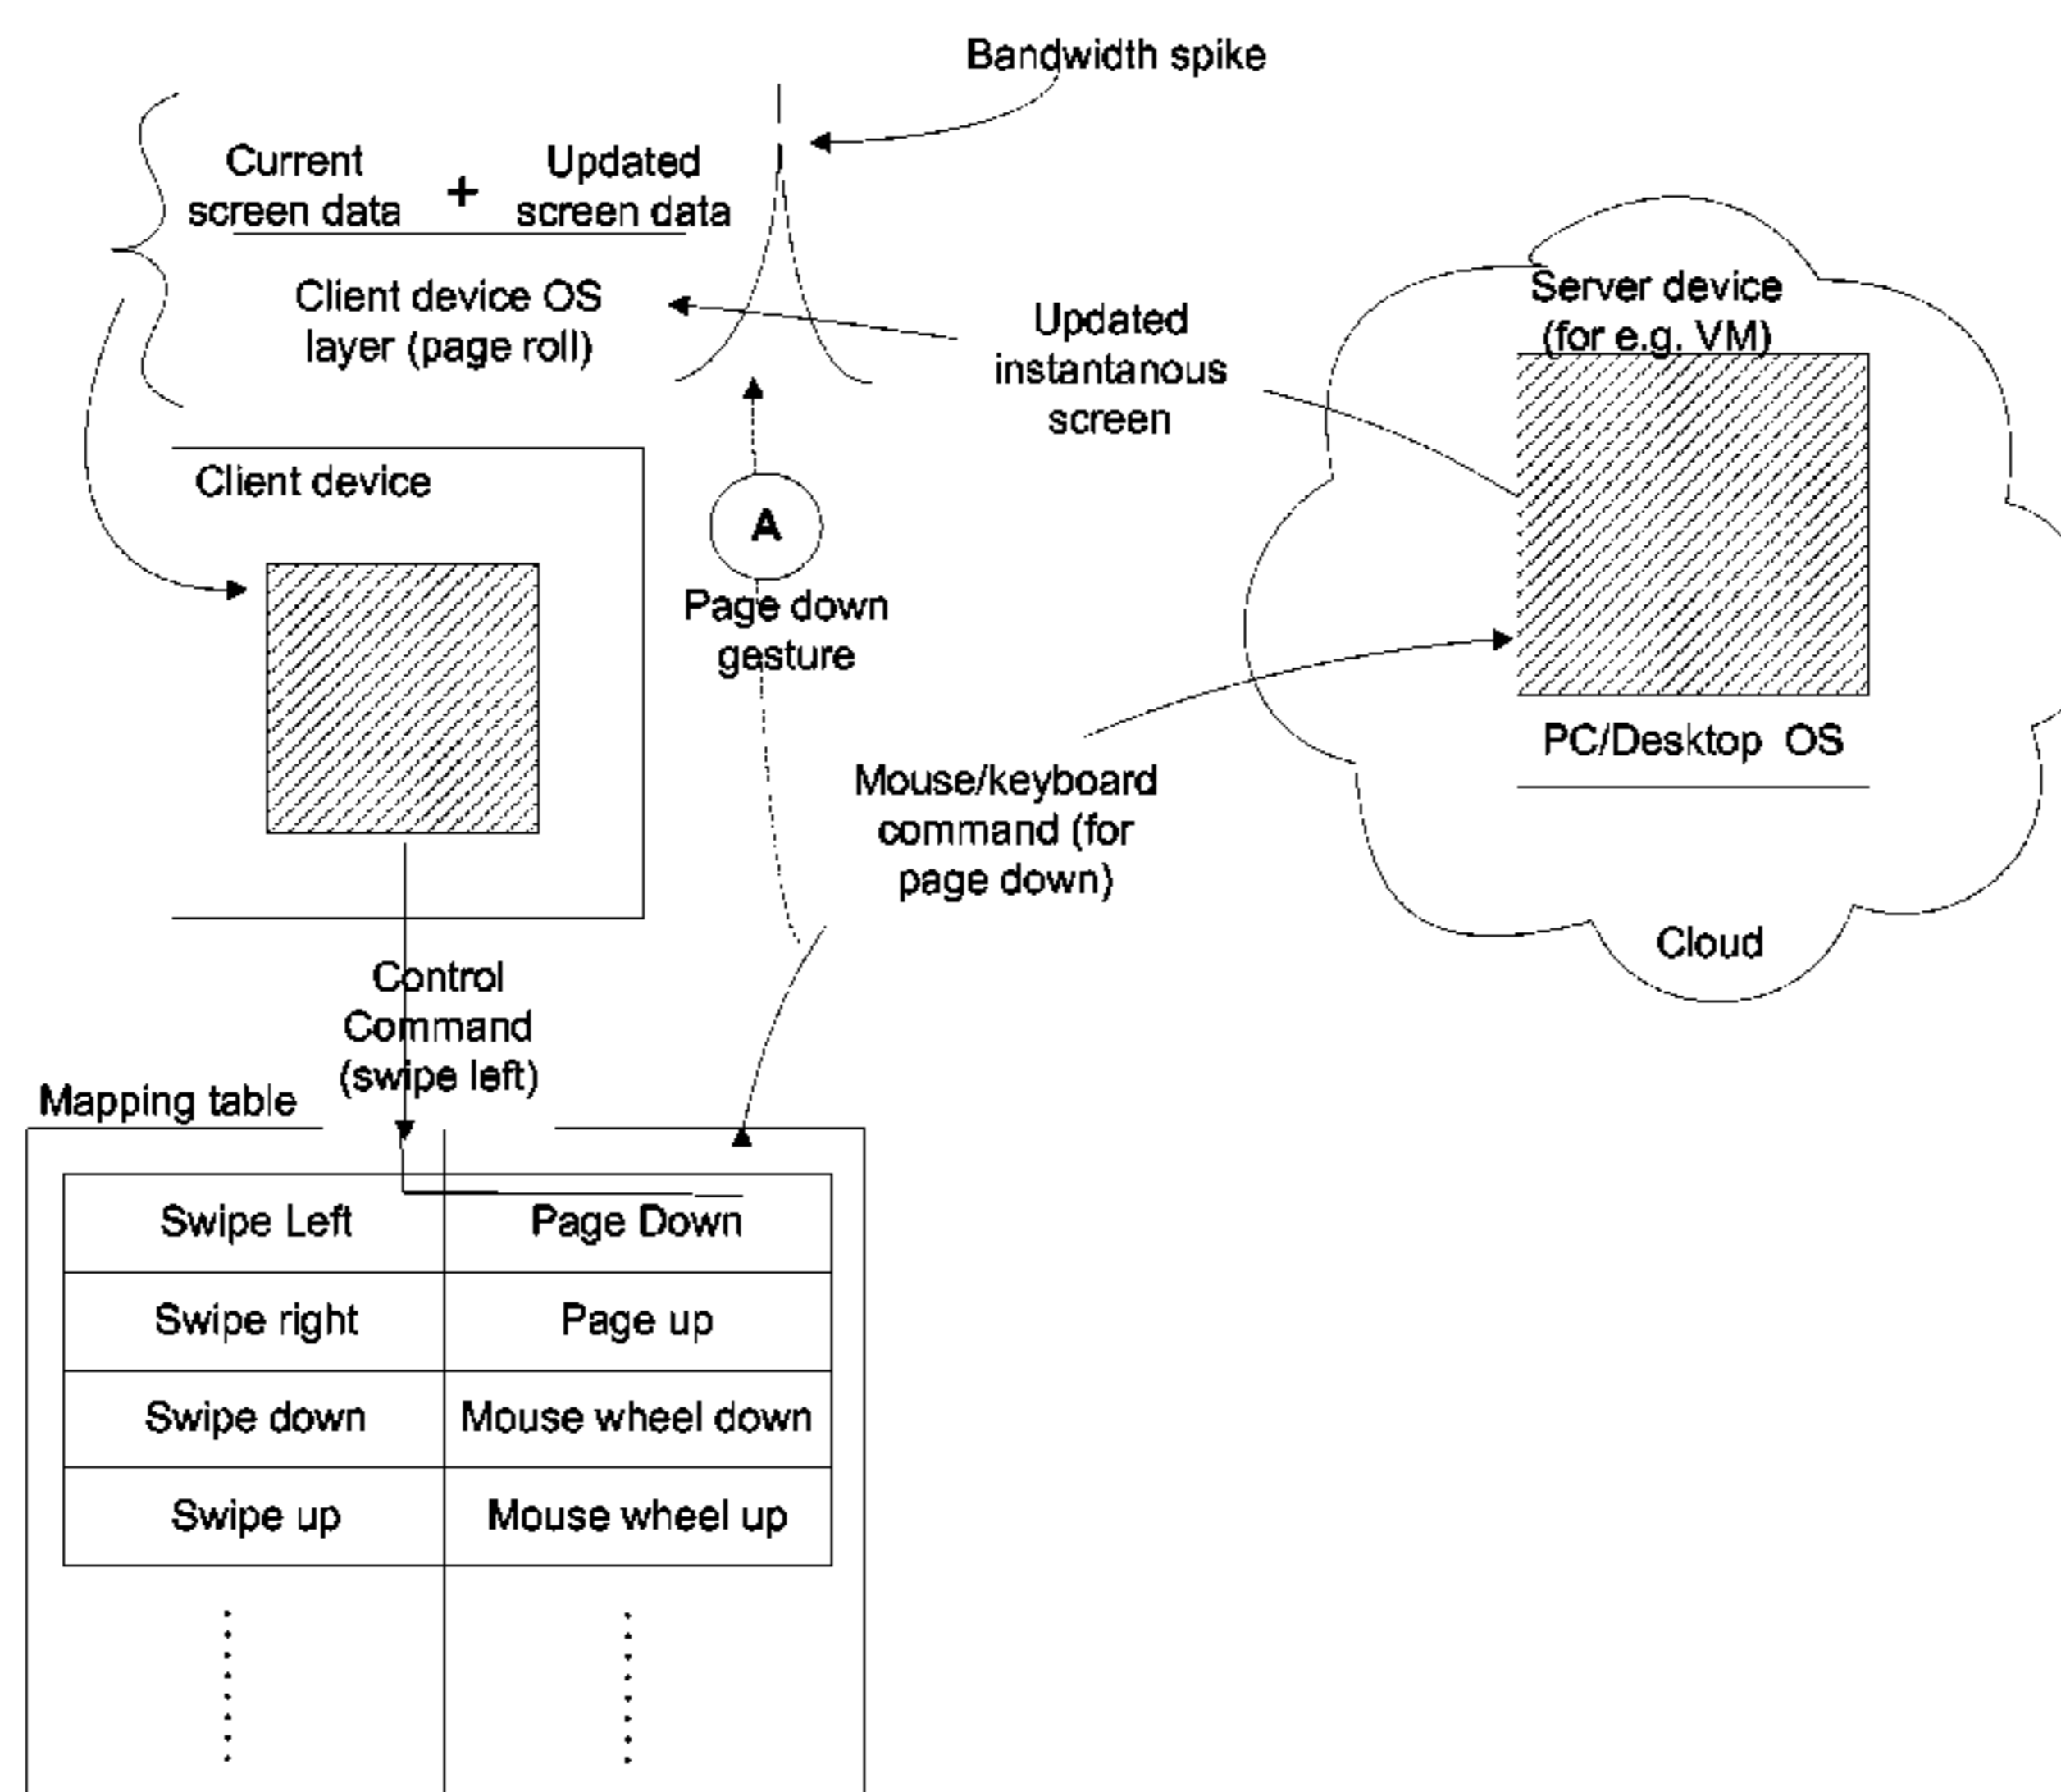 Bandwidth spike
Current
screen data
+
Updated
screen data
Client device OS
layer (page roll)
Updated
instantanous
screen
Server device
(for e.g. VM)
Client device
A
Page down
gesture
PC/Desktop OS
Mouse/keyboard
command (for
page down)
Cloud
Control
Command
(swipe left)
Mapping table
Swipe Left
Page Down
Swipe right
Page up
Swipe down
Mouse wheel down
Swipe up
Mouse wheel up